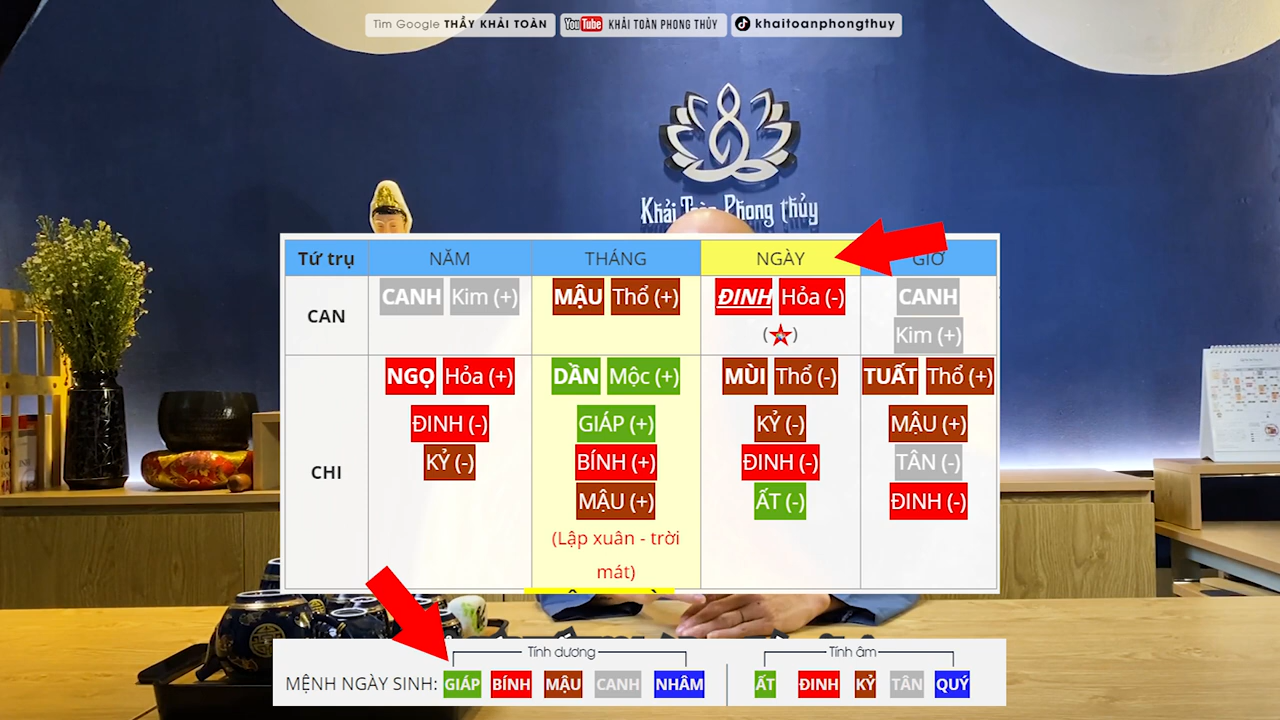 Tìm Google THẦY KHẢI TOÀN
YouTube KHẢI TOÀN PHONG THỦY
khaitoanphongthuy
Khải Toàn Phong thủy
Tứ trụ NĂM THÁNG NGÀY GIỜ
CAN
CANH Kim (+)
MẬU Thổ (+)
ĐINH Hỏa (-)
CANH
Kim (+)
CHI
NGỌ Hỏa (+)
ĐINH (-)
KỶ (-)
DẦN Mộc (+)
GIÁP (+)
BÍNH (+)
MẬU (+)
(Lập xuân - trời
mát)
MÙI Thổ (-)
KỶ (-)
ĐINH (-)
ẤT (-)
TUẤT Thổ (+)
MẬU (+)
TÂN (-)
ĐINH (-)
Tính dương Tính âm
MỆNH NGÀY SINH: GIÁP BÍNH MẬU CANH NHÂM ẤT ĐINH KỶ TÂN QUÝ